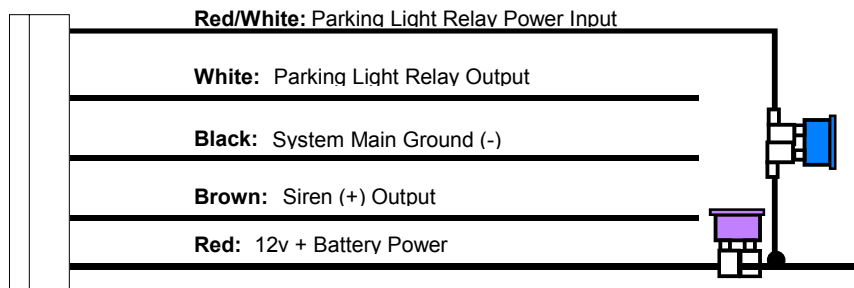 Red/White: Parking Light Relay Power Input
White: Parking Light Relay Output
Black: System Main Ground (-)
Brown: Siren (+) Output
Red: 12v + Battery Power